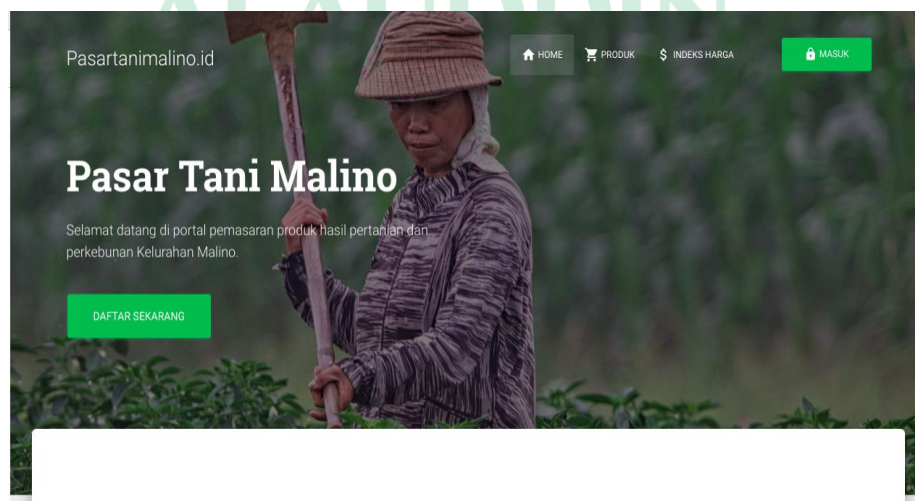 Pasartanimalino.id
HOME
PRODUK
INDEKS HARGA
MASUK
Pasar Tani Malino
Selamat datang di portal pemasaran produk hasil pertanian dan
perkebunan Kelurahan Malino.
DAFTAR SEKARANG